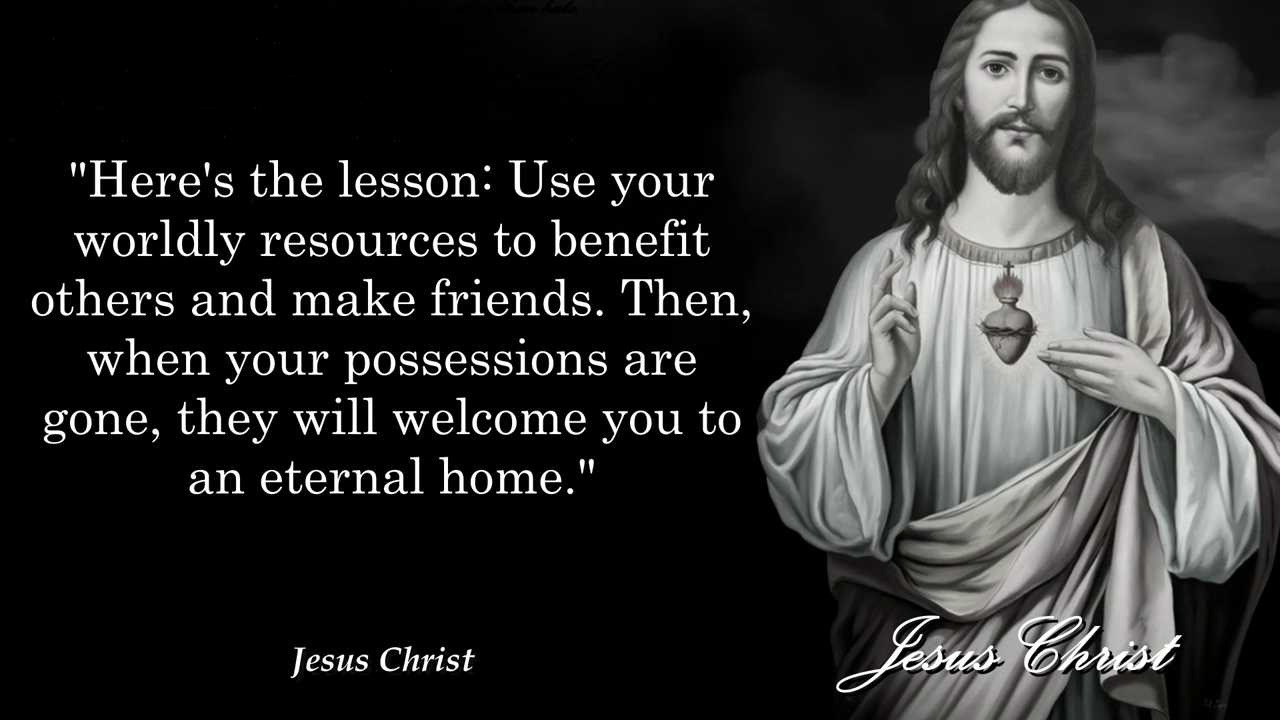 "Here's the lesson: Use your
worldly resources to benefit
others and make friends. Then,
when your possessions are
gone, they will welcome you to
an eternal home."
Jesus Christ
Jesus Christ